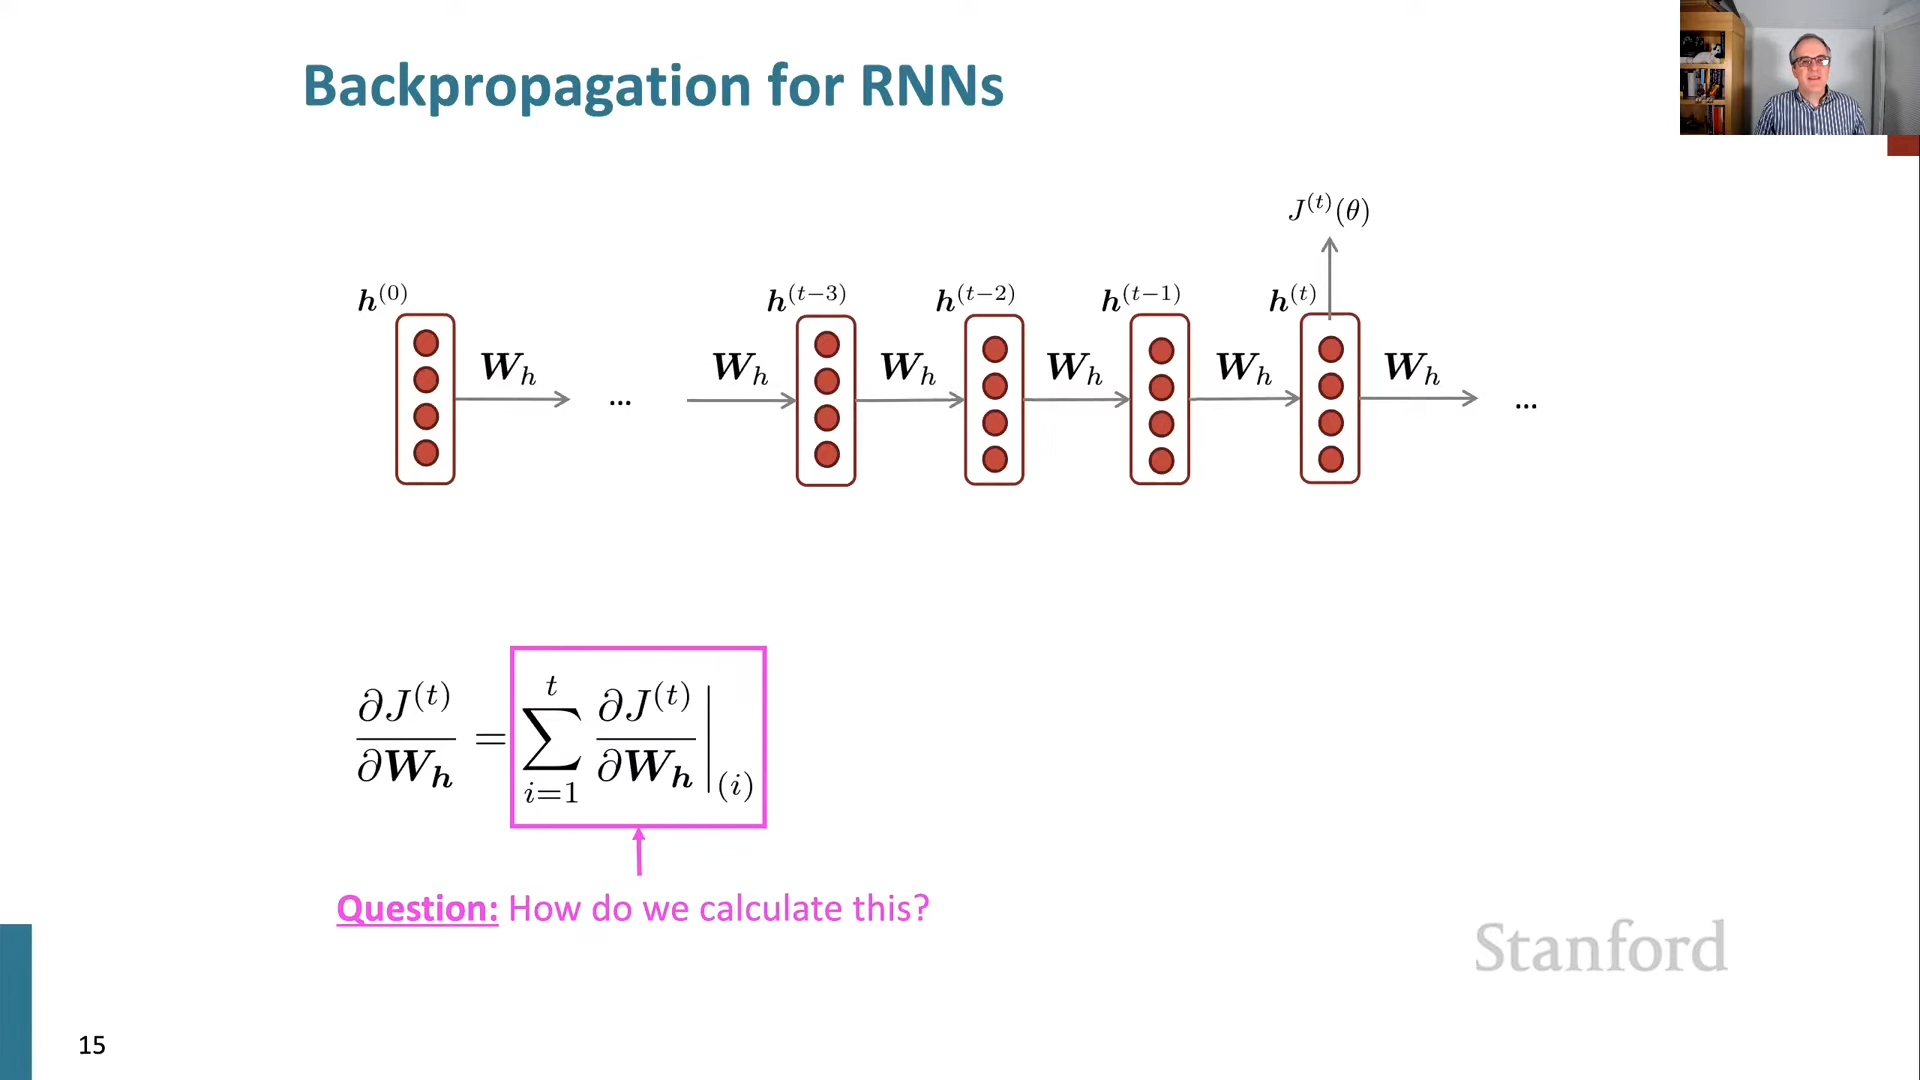 Backpropagation for RNNs
J^{(t)}(θ)
h^{(0)} h^{(t−3)} h^{(t−2)} h^{(t−1)} h^{(t)}
W_h W_h W_h W_h W_h W_h
... ...
∂J^{(t)}/∂W_h = ∑_{i=1}^{t} ∂J^{(t)}/∂W_h |_{(i)}
Question: How do we calculate this?
Stanford
15